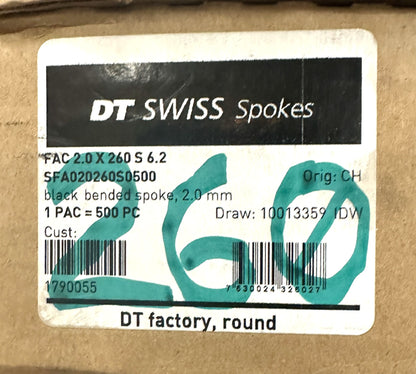 DT SWISS Spokes
FAC 2.0 X 260 S 6.2
SFA020260S0500 Orig: CH
black bended spoke, 2.0 mm
1 PAC = 500 PC Draw: 10013359 IDW
Cust:
260
1790055 7 630024 326027
DT factory, round